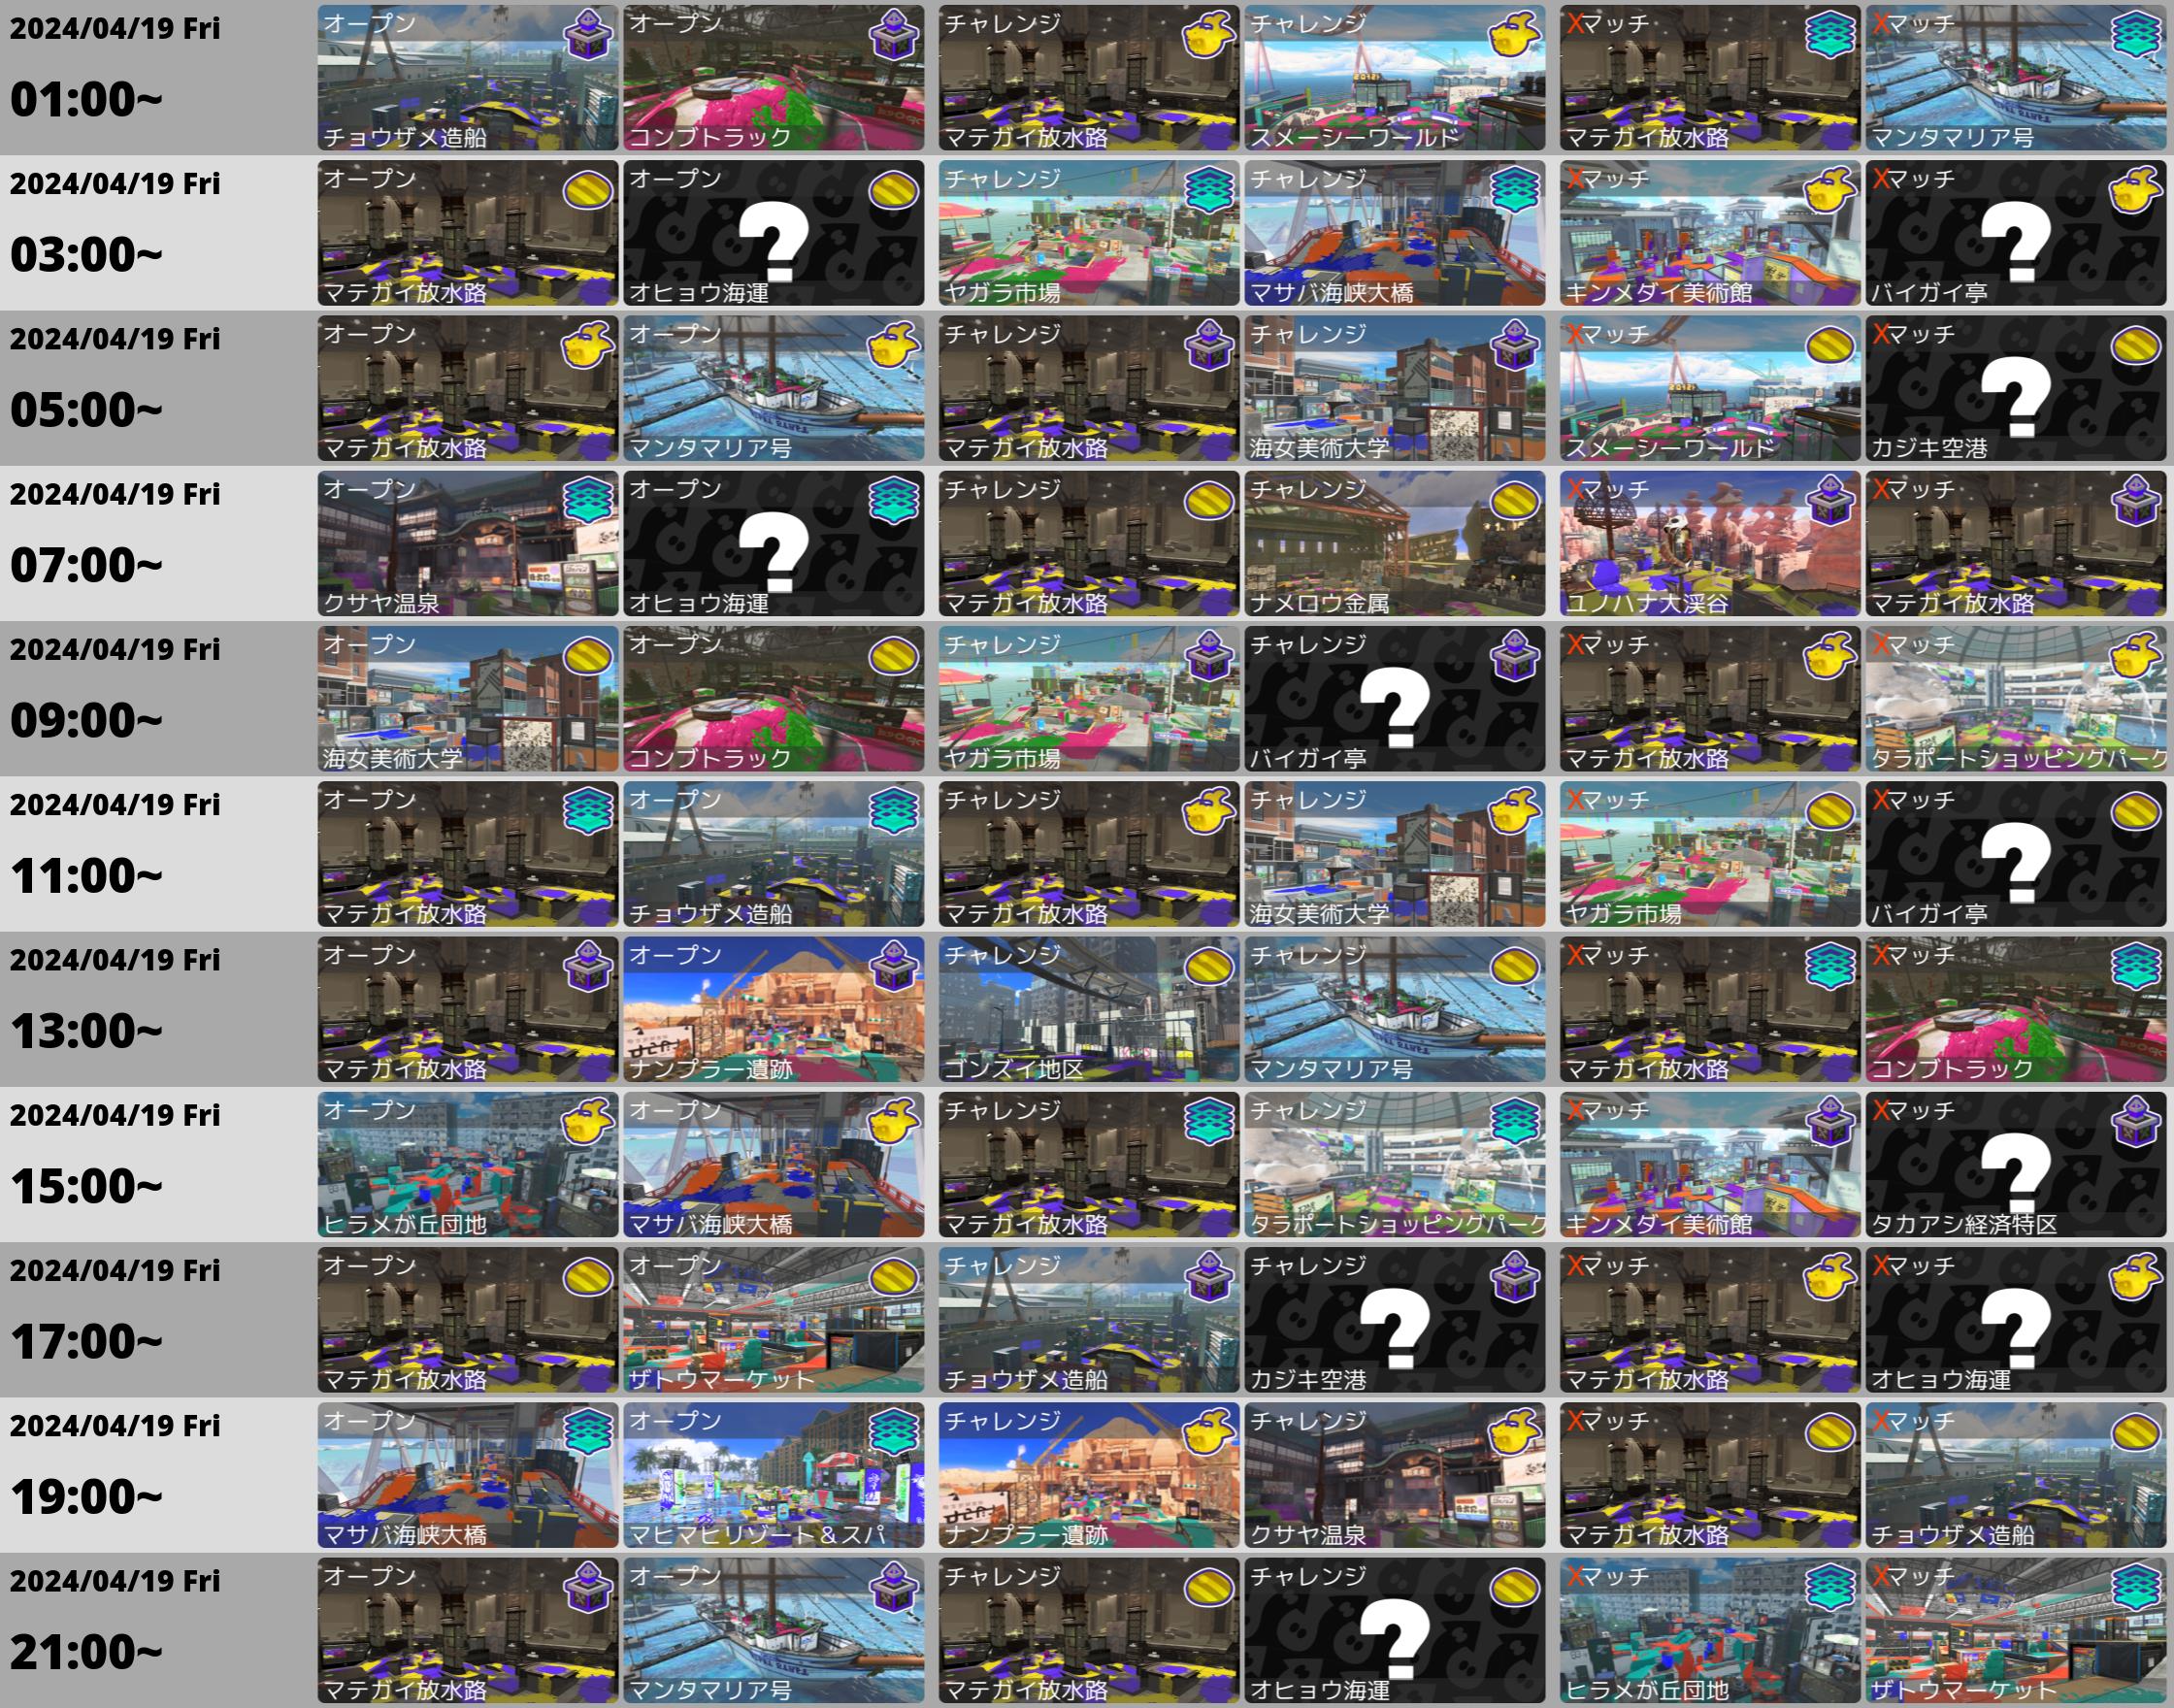 2024/04/19 Fri
01:00~
オープン
チョウザメ造船
オープン
コンブトラック
チャレンジ
マテガイ放水路
チャレンジ
スメーシーワールド
Xマッチ
マテガイ放水路
Xマッチ
マンタマリア号
2024/04/19 Fri
03:00~
オープン
マテガイ放水路
オープン
?
オヒョウ海運
チャレンジ
ヤガラ市場
チャレンジ
マサバ海峡大橋
Xマッチ
キンメダイ美術館
Xマッチ
?
バイガイ亭
2024/04/19 Fri
05:00~
オープン
マテガイ放水路
オープン
マンタマリア号
チャレンジ
マテガイ放水路
チャレンジ
海女美術大学
Xマッチ
スメーシーワールド
Xマッチ
?
カジキ空港
2024/04/19 Fri
07:00~
オープン
クサヤ温泉
オープン
?
オヒョウ海運
チャレンジ
マテガイ放水路
チャレンジ
ナメロウ金属
Xマッチ
ユノハナ大渓谷
Xマッチ
マテガイ放水路
2024/04/19 Fri
09:00~
オープン
海女美術大学
オープン
コンブトラック
チャレンジ
ヤガラ市場
チャレンジ
?
バイガイ亭
Xマッチ
マテガイ放水路
Xマッチ
タラポートショッピングパーク
2024/04/19 Fri
11:00~
オープン
マテガイ放水路
オープン
チョウザメ造船
チャレンジ
マテガイ放水路
チャレンジ
海女美術大学
Xマッチ
ヤガラ市場
Xマッチ
?
バイガイ亭
2024/04/19 Fri
13:00~
オープン
マテガイ放水路
オープン
ナンプラー遺跡
チャレンジ
ゴンズイ地区
チャレンジ
マンタマリア号
Xマッチ
マテガイ放水路
Xマッチ
コンブトラック
2024/04/19 Fri
15:00~
オープン
ヒラメが丘団地
オープン
マサバ海峡大橋
チャレンジ
マテガイ放水路
チャレンジ
タラポートショッピングパーク
Xマッチ
キンメダイ美術館
Xマッチ
?
タカアシ経済特区
2024/04/19 Fri
17:00~
オープン
マテガイ放水路
オープン
ザトウマーケット
チャレンジ
チョウザメ造船
チャレンジ
?
カジキ空港
Xマッチ
マテガイ放水路
Xマッチ
?
オヒョウ海運
2024/04/19 Fri
19:00~
オープン
マサバ海峡大橋
オープン
マヒマヒリゾート＆スパ
チャレンジ
ナンプラー遺跡
チャレンジ
クサヤ温泉
Xマッチ
マテガイ放水路
Xマッチ
チョウザメ造船
2024/04/19 Fri
21:00~
オープン
マテガイ放水路
オープン
マンタマリア号
チャレンジ
マテガイ放水路
チャレンジ
?
オヒョウ海運
Xマッチ
ヒラメが丘団地
Xマッチ
ザトウマーケット